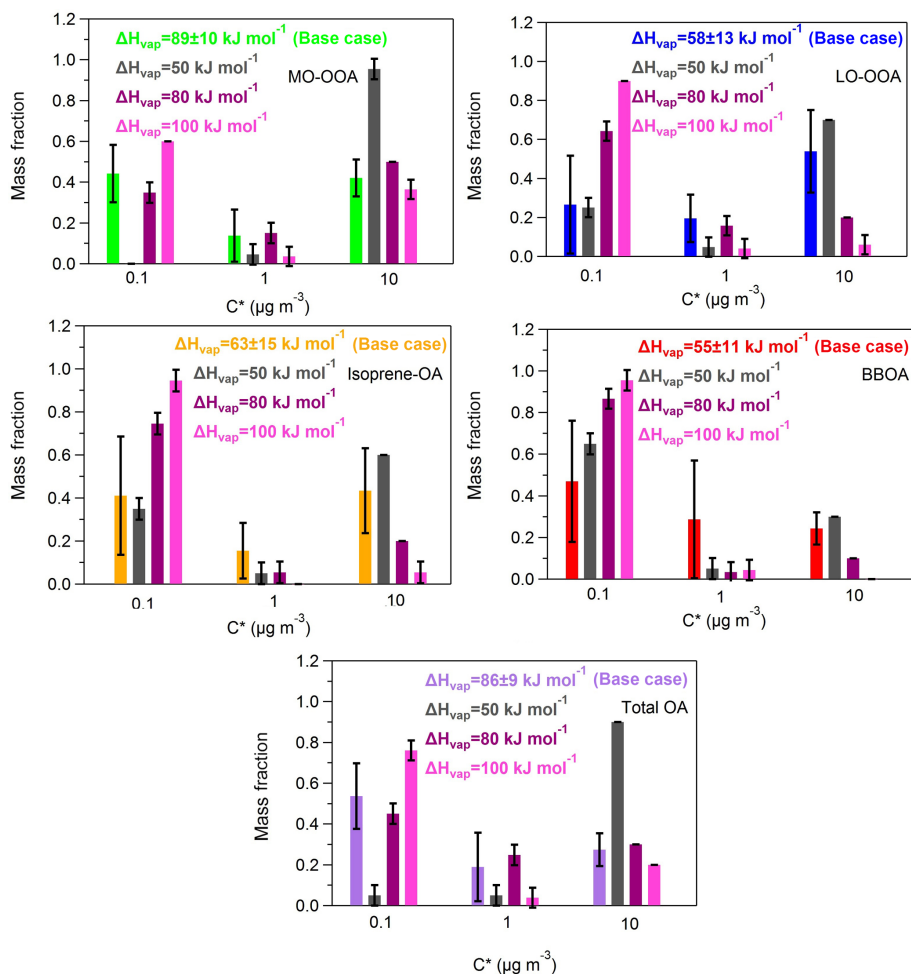 1.2
1.0
0.8
0.6
0.4
0.2
0.0
Mass fraction
ΔHvap=89±10 kJ mol⁻¹ (Base case)
ΔHvap=50 kJ mol⁻¹
MO-OOA
ΔHvap=80 kJ mol⁻¹
ΔHvap=100 kJ mol⁻¹
0.1 1 10
C* (µg m⁻³)
1.2
1.0
0.8
0.6
0.4
0.2
0.0
Mass fraction
ΔHvap=58±13 kJ mol⁻¹ (Base case)
ΔHvap=50 kJ mol⁻¹
LO-OOA
ΔHvap=80 kJ mol⁻¹
ΔHvap=100 kJ mol⁻¹
0.1 1 10
C* (µg m⁻³)
1.2
1.0
0.8
0.6
0.4
0.2
0.0
Mass fraction
ΔHvap=63±15 kJ mol⁻¹ (Base case)
ΔHvap=50 kJ mol⁻¹
Isoprene-OA
ΔHvap=80 kJ mol⁻¹
ΔHvap=100 kJ mol⁻¹
0.1 1 10
C* (µg m⁻³)
1.2
1.0
0.8
0.6
0.4
0.2
0.0
Mass fraction
ΔHvap=55±11 kJ mol⁻¹ (Base case)
ΔHvap=50 kJ mol⁻¹
BBOA
ΔHvap=80 kJ mol⁻¹
ΔHvap=100 kJ mol⁻¹
0.1 1 10
C* (µg m⁻³)
1.2
1.0
0.8
0.6
0.4
0.2
0.0
Mass fraction
ΔHvap=86±9 kJ mol⁻¹ (Base case)
ΔHvap=50 kJ mol⁻¹
Total OA
ΔHvap=80 kJ mol⁻¹
ΔHvap=100 kJ mol⁻¹
0.1 1 10
C* (µg m⁻³)